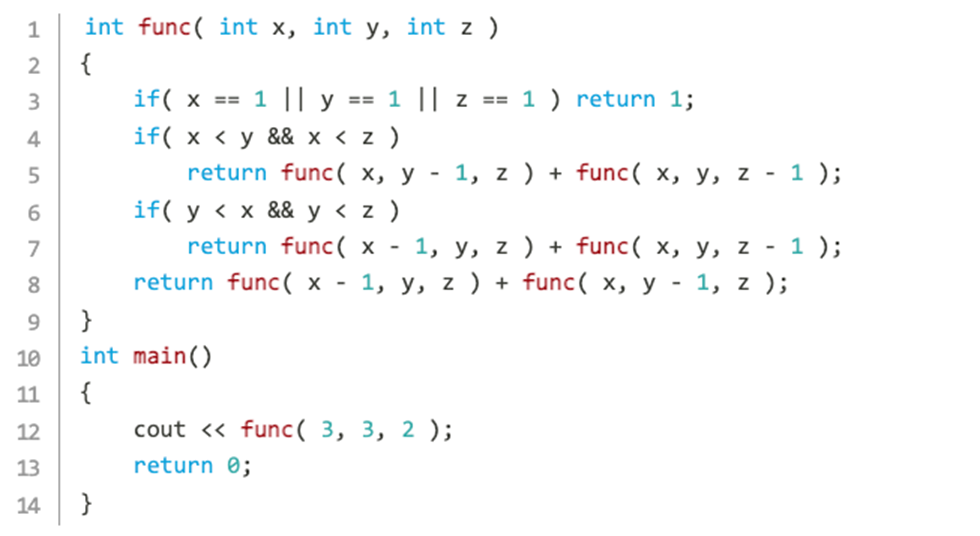 1 int func( int x, int y, int z )
2 {
3 if( x == 1 || y == 1 || z == 1 ) return 1;
4 if( x < y && x < z )
5 return func( x, y - 1, z ) + func( x, y, z - 1 );
6 if( y < x && y < z )
7 return func( x - 1, y, z ) + func( x, y, z - 1 );
8 return func( x - 1, y, z ) + func( x, y - 1, z );
9 }
10 int main()
11 {
12 cout << func( 3, 3, 2 );
13 return 0;
14 }